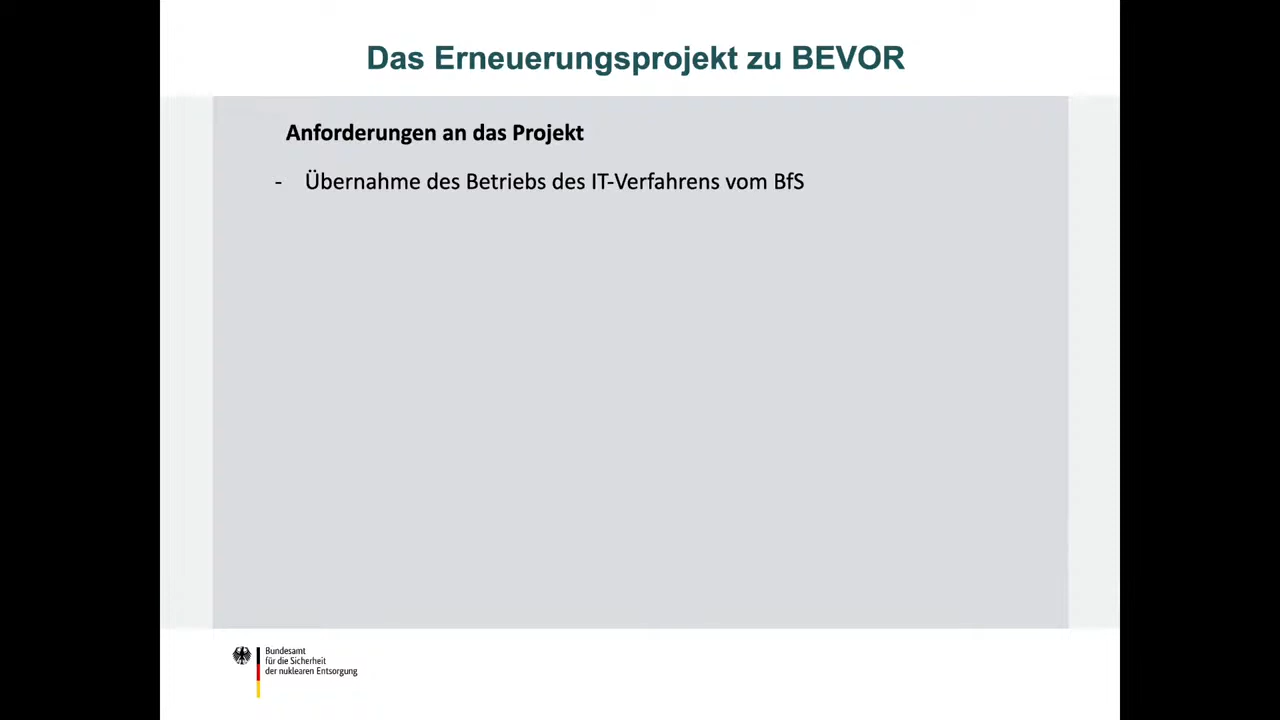 Das Erneuerungsprojekt zu BEVOR
Anforderungen an das Projekt
- Übernahme des Betriebs des IT-Verfahrens vom BfS
Bundesamt
für die Sicherheit
der nuklearen Entsorgung